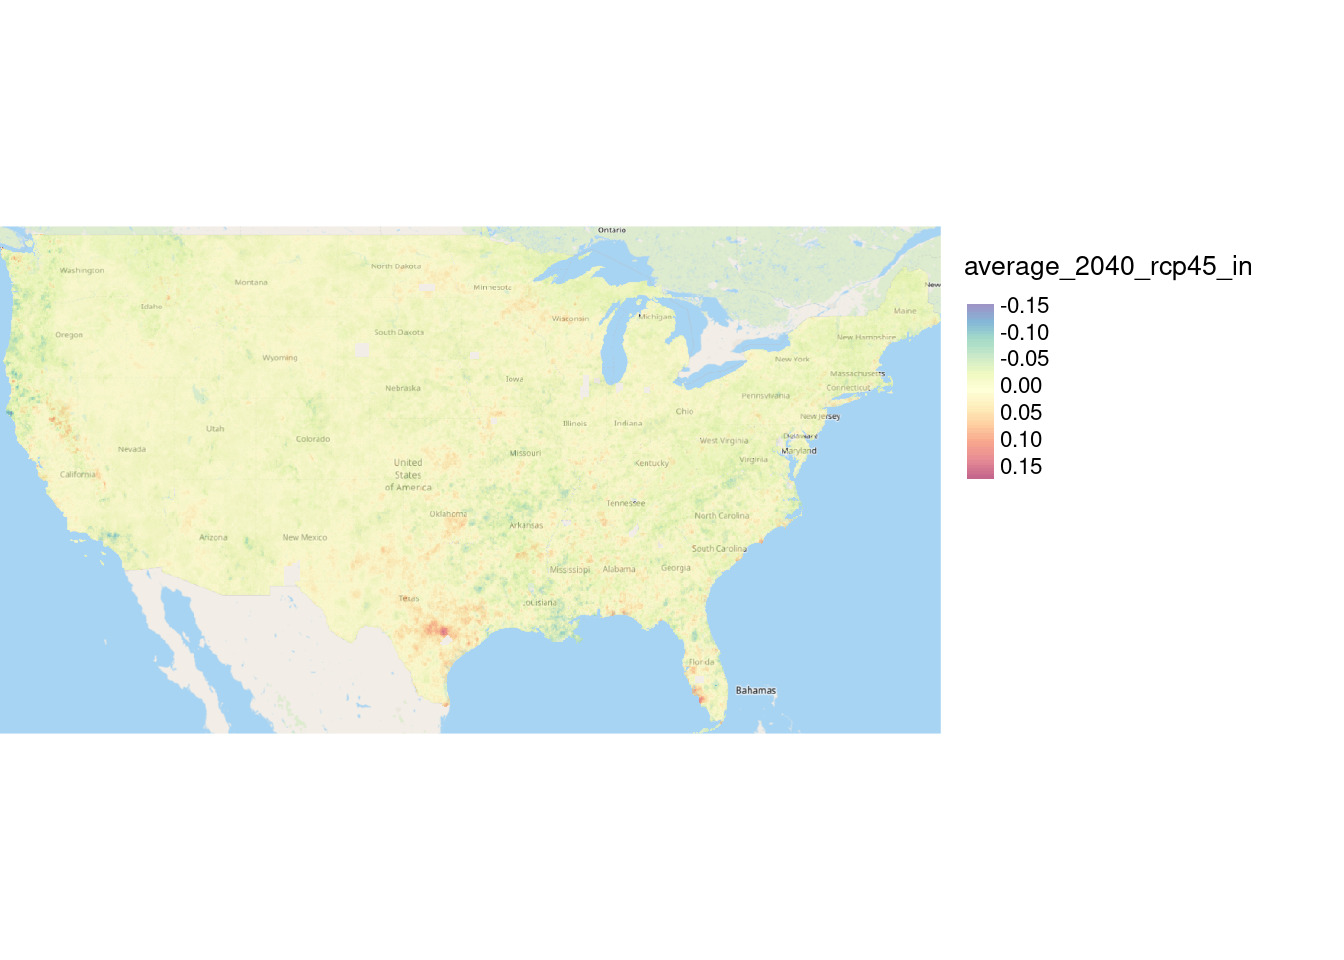 Ontario
Washington
North Dakota
Montana
Minnesota
New
Idaho
Maine
Wisconsin
Michigan
Oregon
South Dakota
New Hampshire
Wyoming
New York
Massachusetts
Iowa
Nebraska
Connecticut
Pennsylvania
Ohio
New Jersey
Illinois
Indiana
Utah
Colorado
Delaware
West Virginia
Nevada
Missouri
Maryland
Virginia
Kentucky
United
States
of America
California
Tennessee
Oklahoma
North Carolina
Arkansas
Arizona
New Mexico
South Carolina
Mississippi
Alabama
Georgia
Texas
Louisiana
Florida
Bahamas
average_2040_rcp45_in
-0.15
-0.10
-0.05
0.00
0.05
0.10
0.15